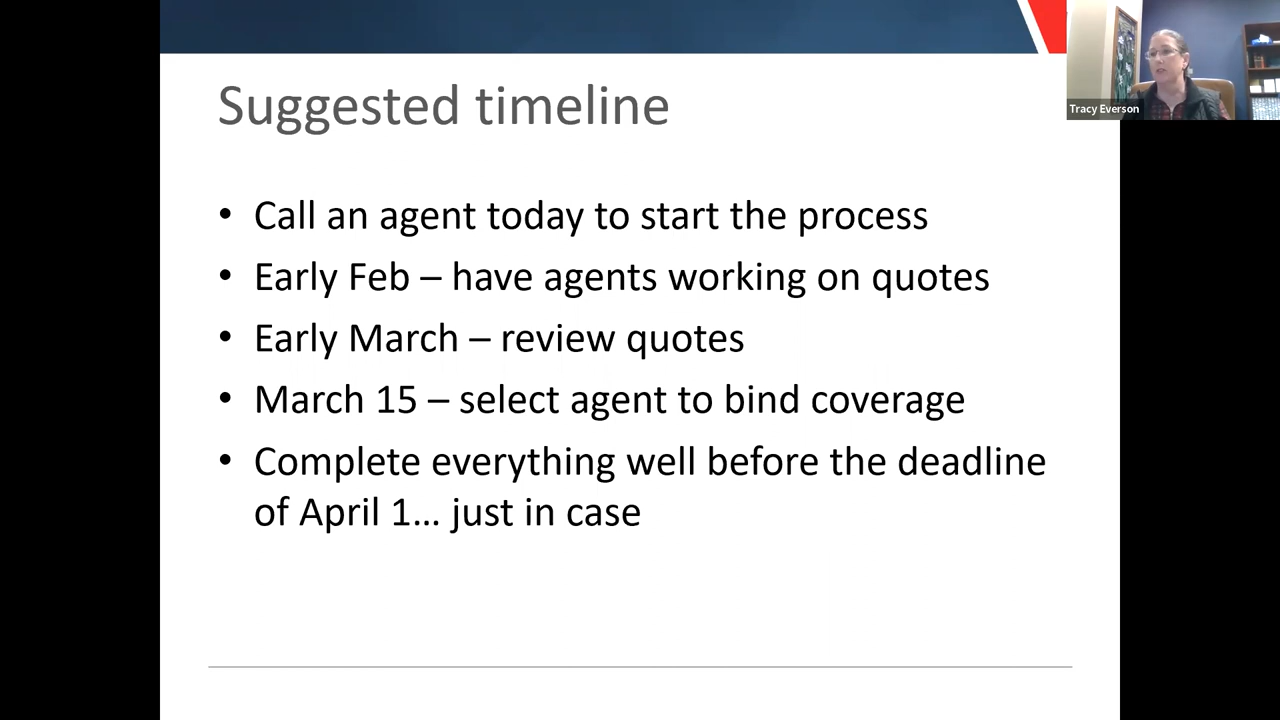 Suggested timeline
Tracy Everson
• Call an agent today to start the process
• Early Feb – have agents working on quotes
• Early March – review quotes
• March 15 – select agent to bind coverage
• Complete everything well before the deadline
of April 1... just in case